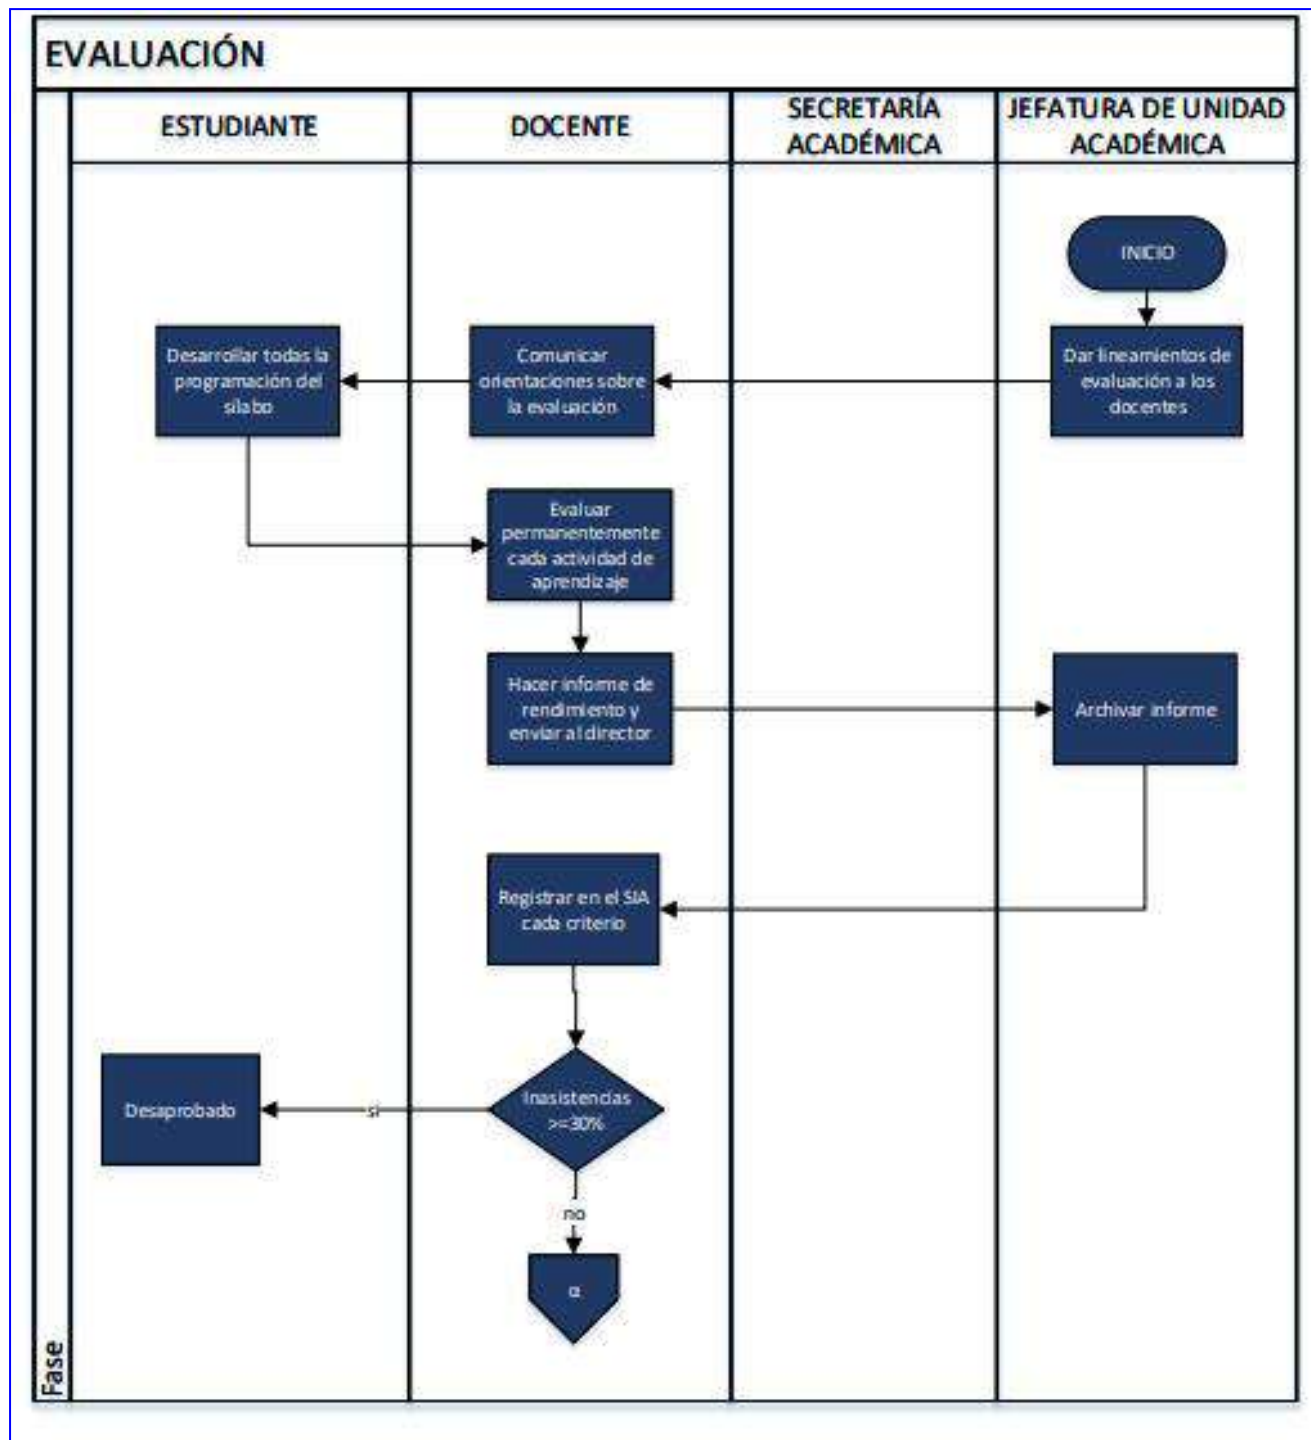 EVALUACIÓN
ESTUDIANTE
DOCENTE
SECRETARÍA
ACADÉMICA
JEFATURA DE UNIDAD
ACADÉMICA
INICIO
Desarrollar todas la
programación del
sílabo
Comunicar
orientaciones sobre
la evaluación
Dar lineamientos de
evaluación a los
docentes
Evaluar
permanentemente
cada actividad de
aprendizaje
Hacer informe de
rendimiento y
enviar al director
Archivar informe
Registrar en el SIA
cada criterio
Inasistencias
>=30%
si
Desaprobado
no
α
Fase